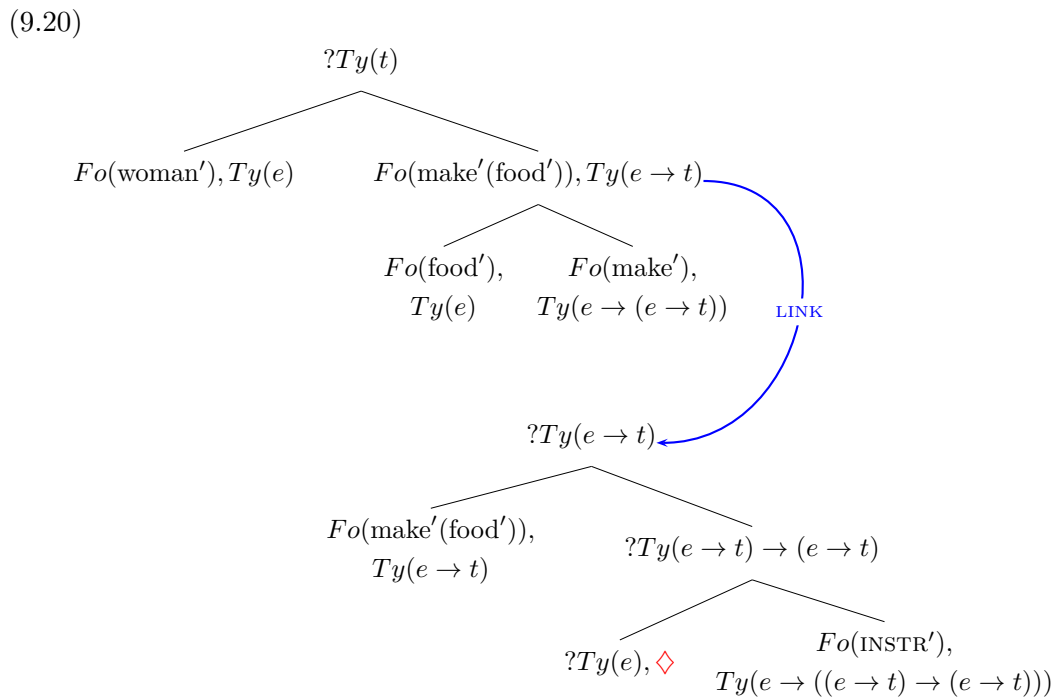 (9.20)
?Ty(t)
Fo(woman′), Ty(e)
Fo(make′(food′)), Ty(e → t)
Fo(food′),
Ty(e)
Fo(make′),
Ty(e → (e → t))
LINK
?Ty(e → t)
Fo(make′(food′)),
Ty(e → t)
?Ty(e → t) → (e → t)
?Ty(e), ♢
Fo(INSTR′),
Ty(e → ((e → t) → (e → t)))